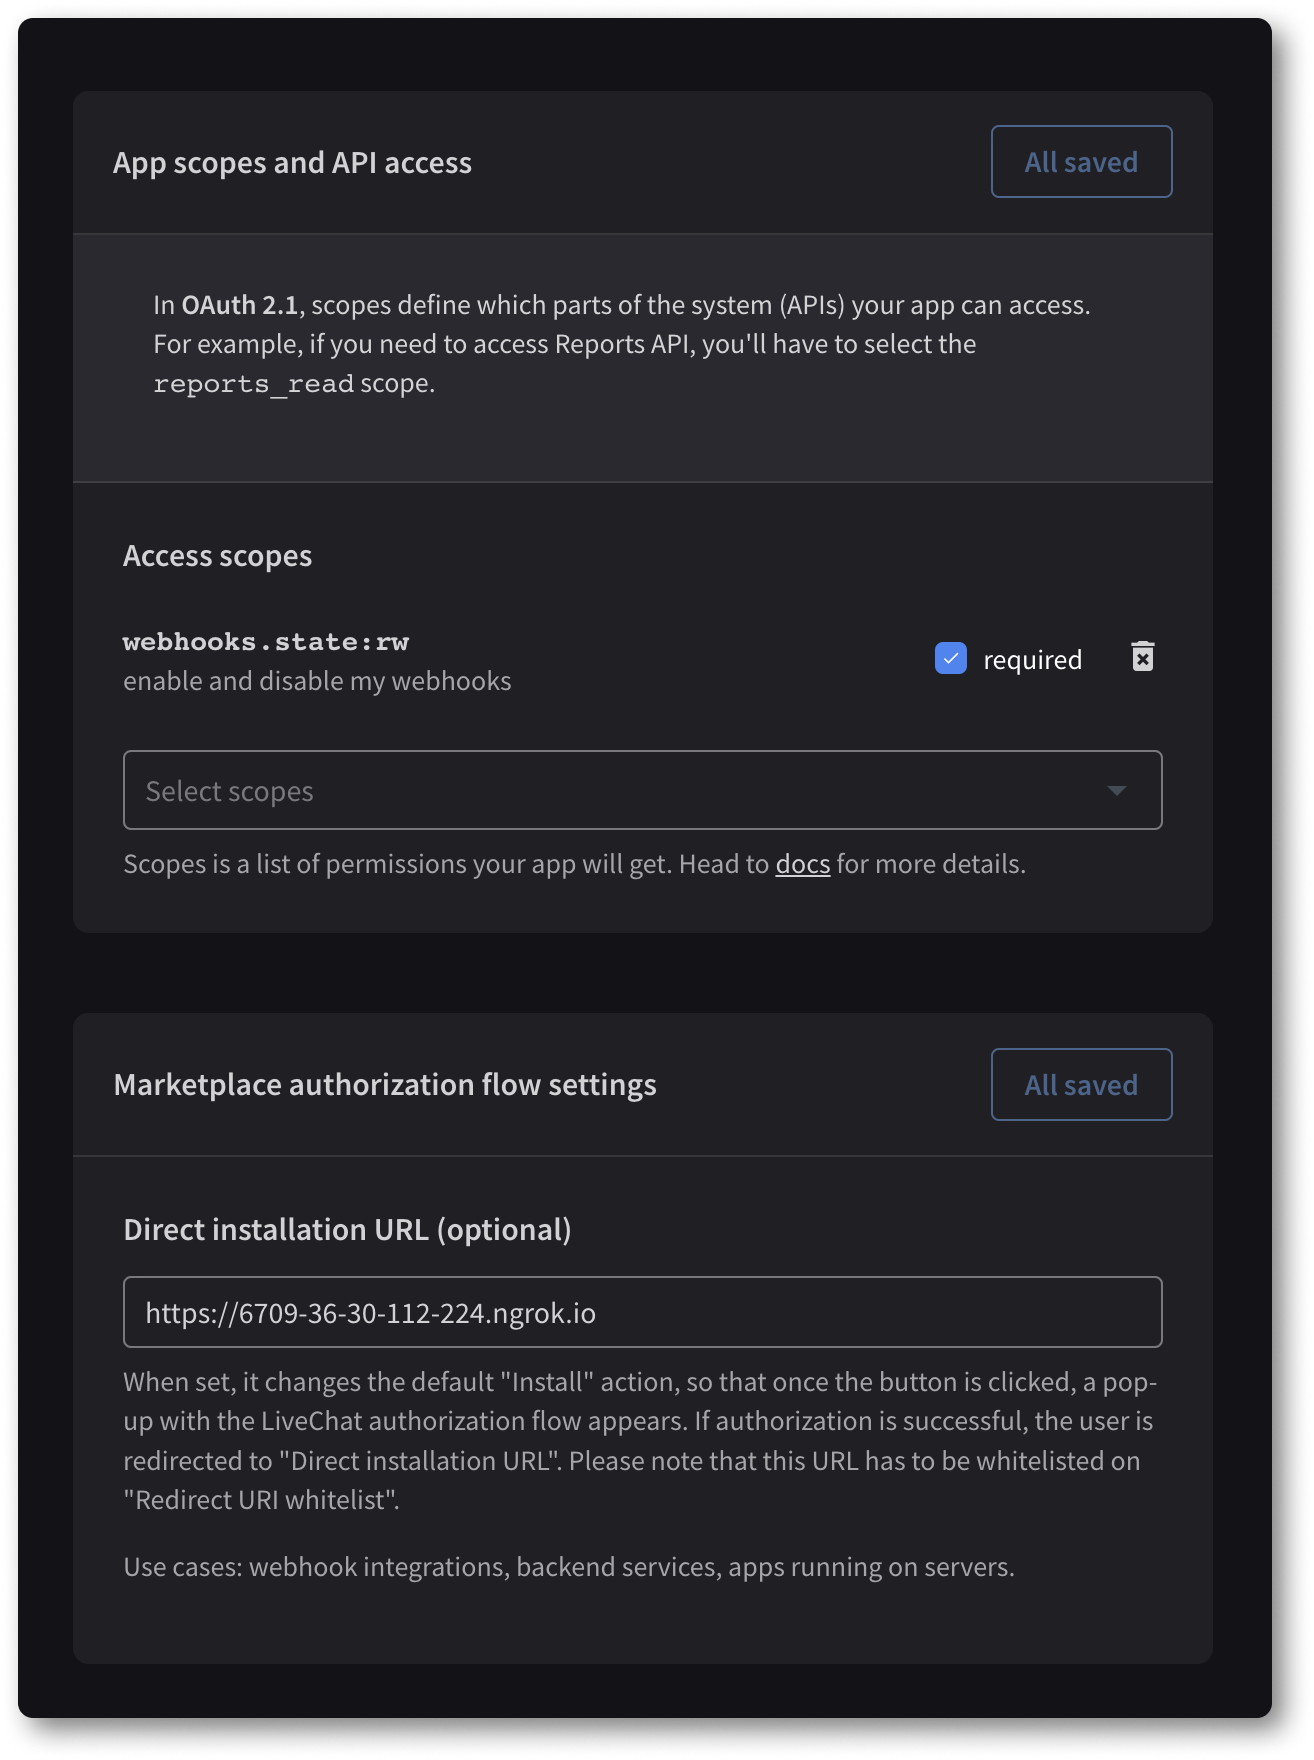 App scopes and API access
All saved
In OAuth 2.1, scopes define which parts of the system (APIs) your app can access.
For example, if you need to access Reports API, you'll have to select the
reports_read scope.
Access scopes
webhooks.state:rw
enable and disable my webhooks
required
Select scopes
Scopes is a list of permissions your app will get. Head to docs for more details.
Marketplace authorization flow settings
All saved
Direct installation URL (optional)
https://6709-36-30-112-224.ngrok.io
When set, it changes the default "Install" action, so that once the button is clicked, a pop-
up with the LiveChat authorization flow appears. If authorization is successful, the user is
redirected to "Direct installation URL". Please note that this URL has to be whitelisted on
"Redirect URI whitelist".
Use cases: webhook integrations, backend services, apps running on servers.